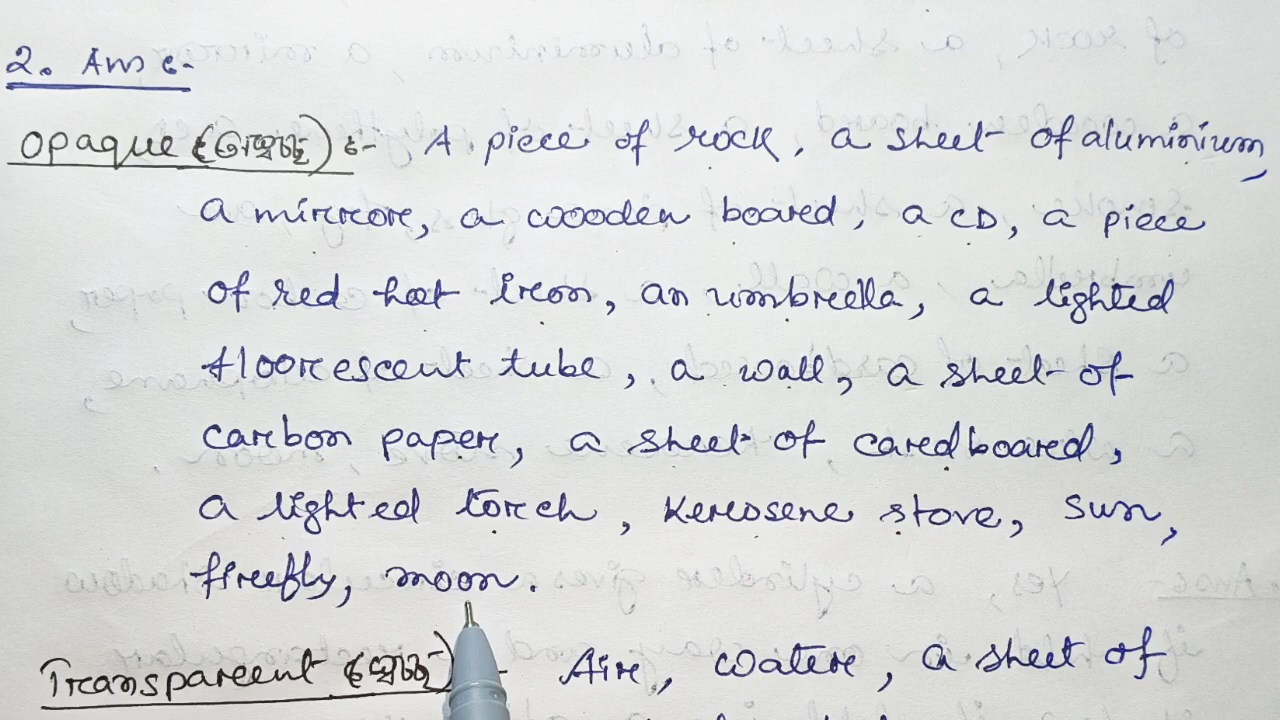 2. Ans :-
Opaque (ଅସ୍ୱଚ୍ଛ) :- A piece of rock, a sheet of aluminium,
a mirror, a wooden board, a CD, a piece
of red hot iron, an umbrella, a lighted
floorescent tube, a wall, a sheet of
carbon paper, a sheet of cardboard,
a lighted torch, Kerosene stove, sun,
firefly, moon.
Transparent (ସ୍ୱଚ୍ଛ) - Air, water, a sheet of